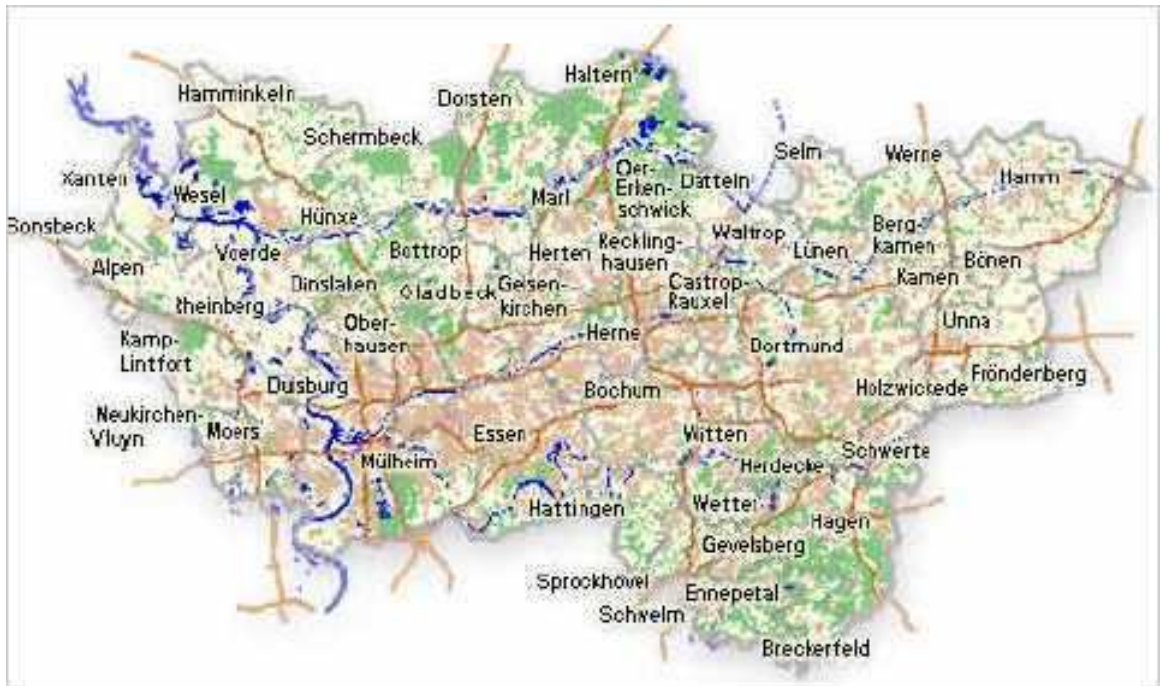 Haltern
Hamminkeln
Dorsten
Schermbeck
Selm
Werne
Xanten
Wesel
Marl
Oer-
Erken-
schwick
Datteln
Hamm
Sonsbeck
Hünxe
Voerde
Bottrop
Herten
Reckling-
hausen
Waltrop
Lünen
Berg-
kamen
Bönen
Alpen
Rheinberg
Dinslaken
Gladbeck
Gelsen-
kirchen
Castrop-
Rauxel
Kamen
Unna
Kamp-
Lintfort
Ober-
hausen
Herne
Dortmund
Duisburg
Bochum
Holzwickede
Fröndenberg
Neukirchen-
Vluyn
Moers
Essen
Witten
Schwerte
Mülheim
Herdecke
Hattingen
Wetter
Hagen
Gevelsberg
Sprockhövel
Ennepetal
Schwelm
Breckerfeld